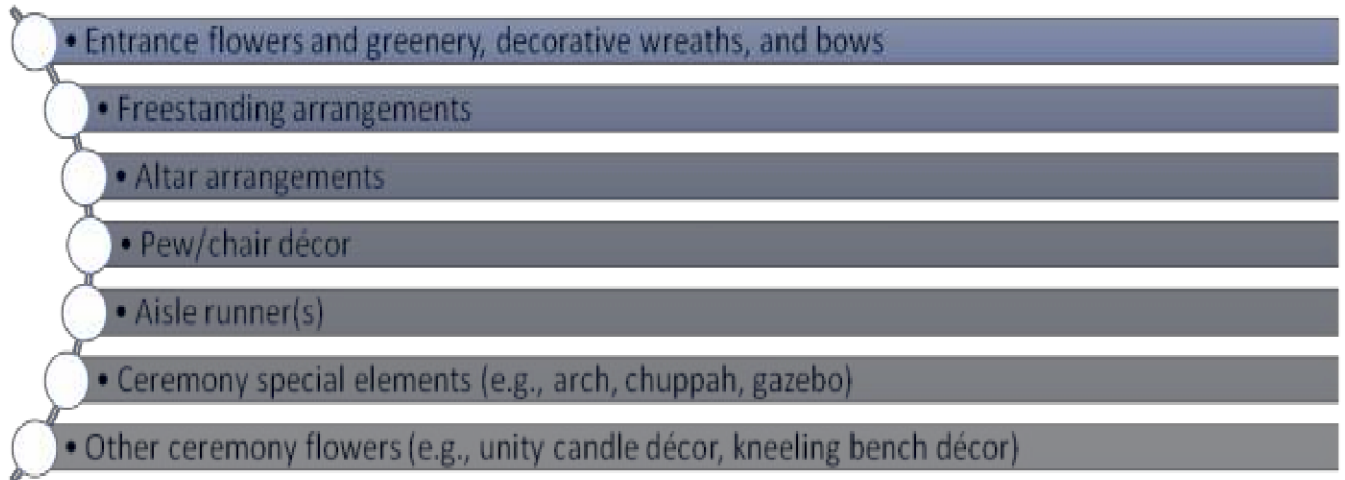 • Entrance flowers and greenery, decorative wreaths, and bows
• Freestanding arrangements
• Altar arrangements
• Pew/chair décor
• Aisle runner(s)
• Ceremony special elements (e.g., arch, chuppah, gazebo)
• Other ceremony flowers (e.g., unity candle décor, kneeling bench décor)